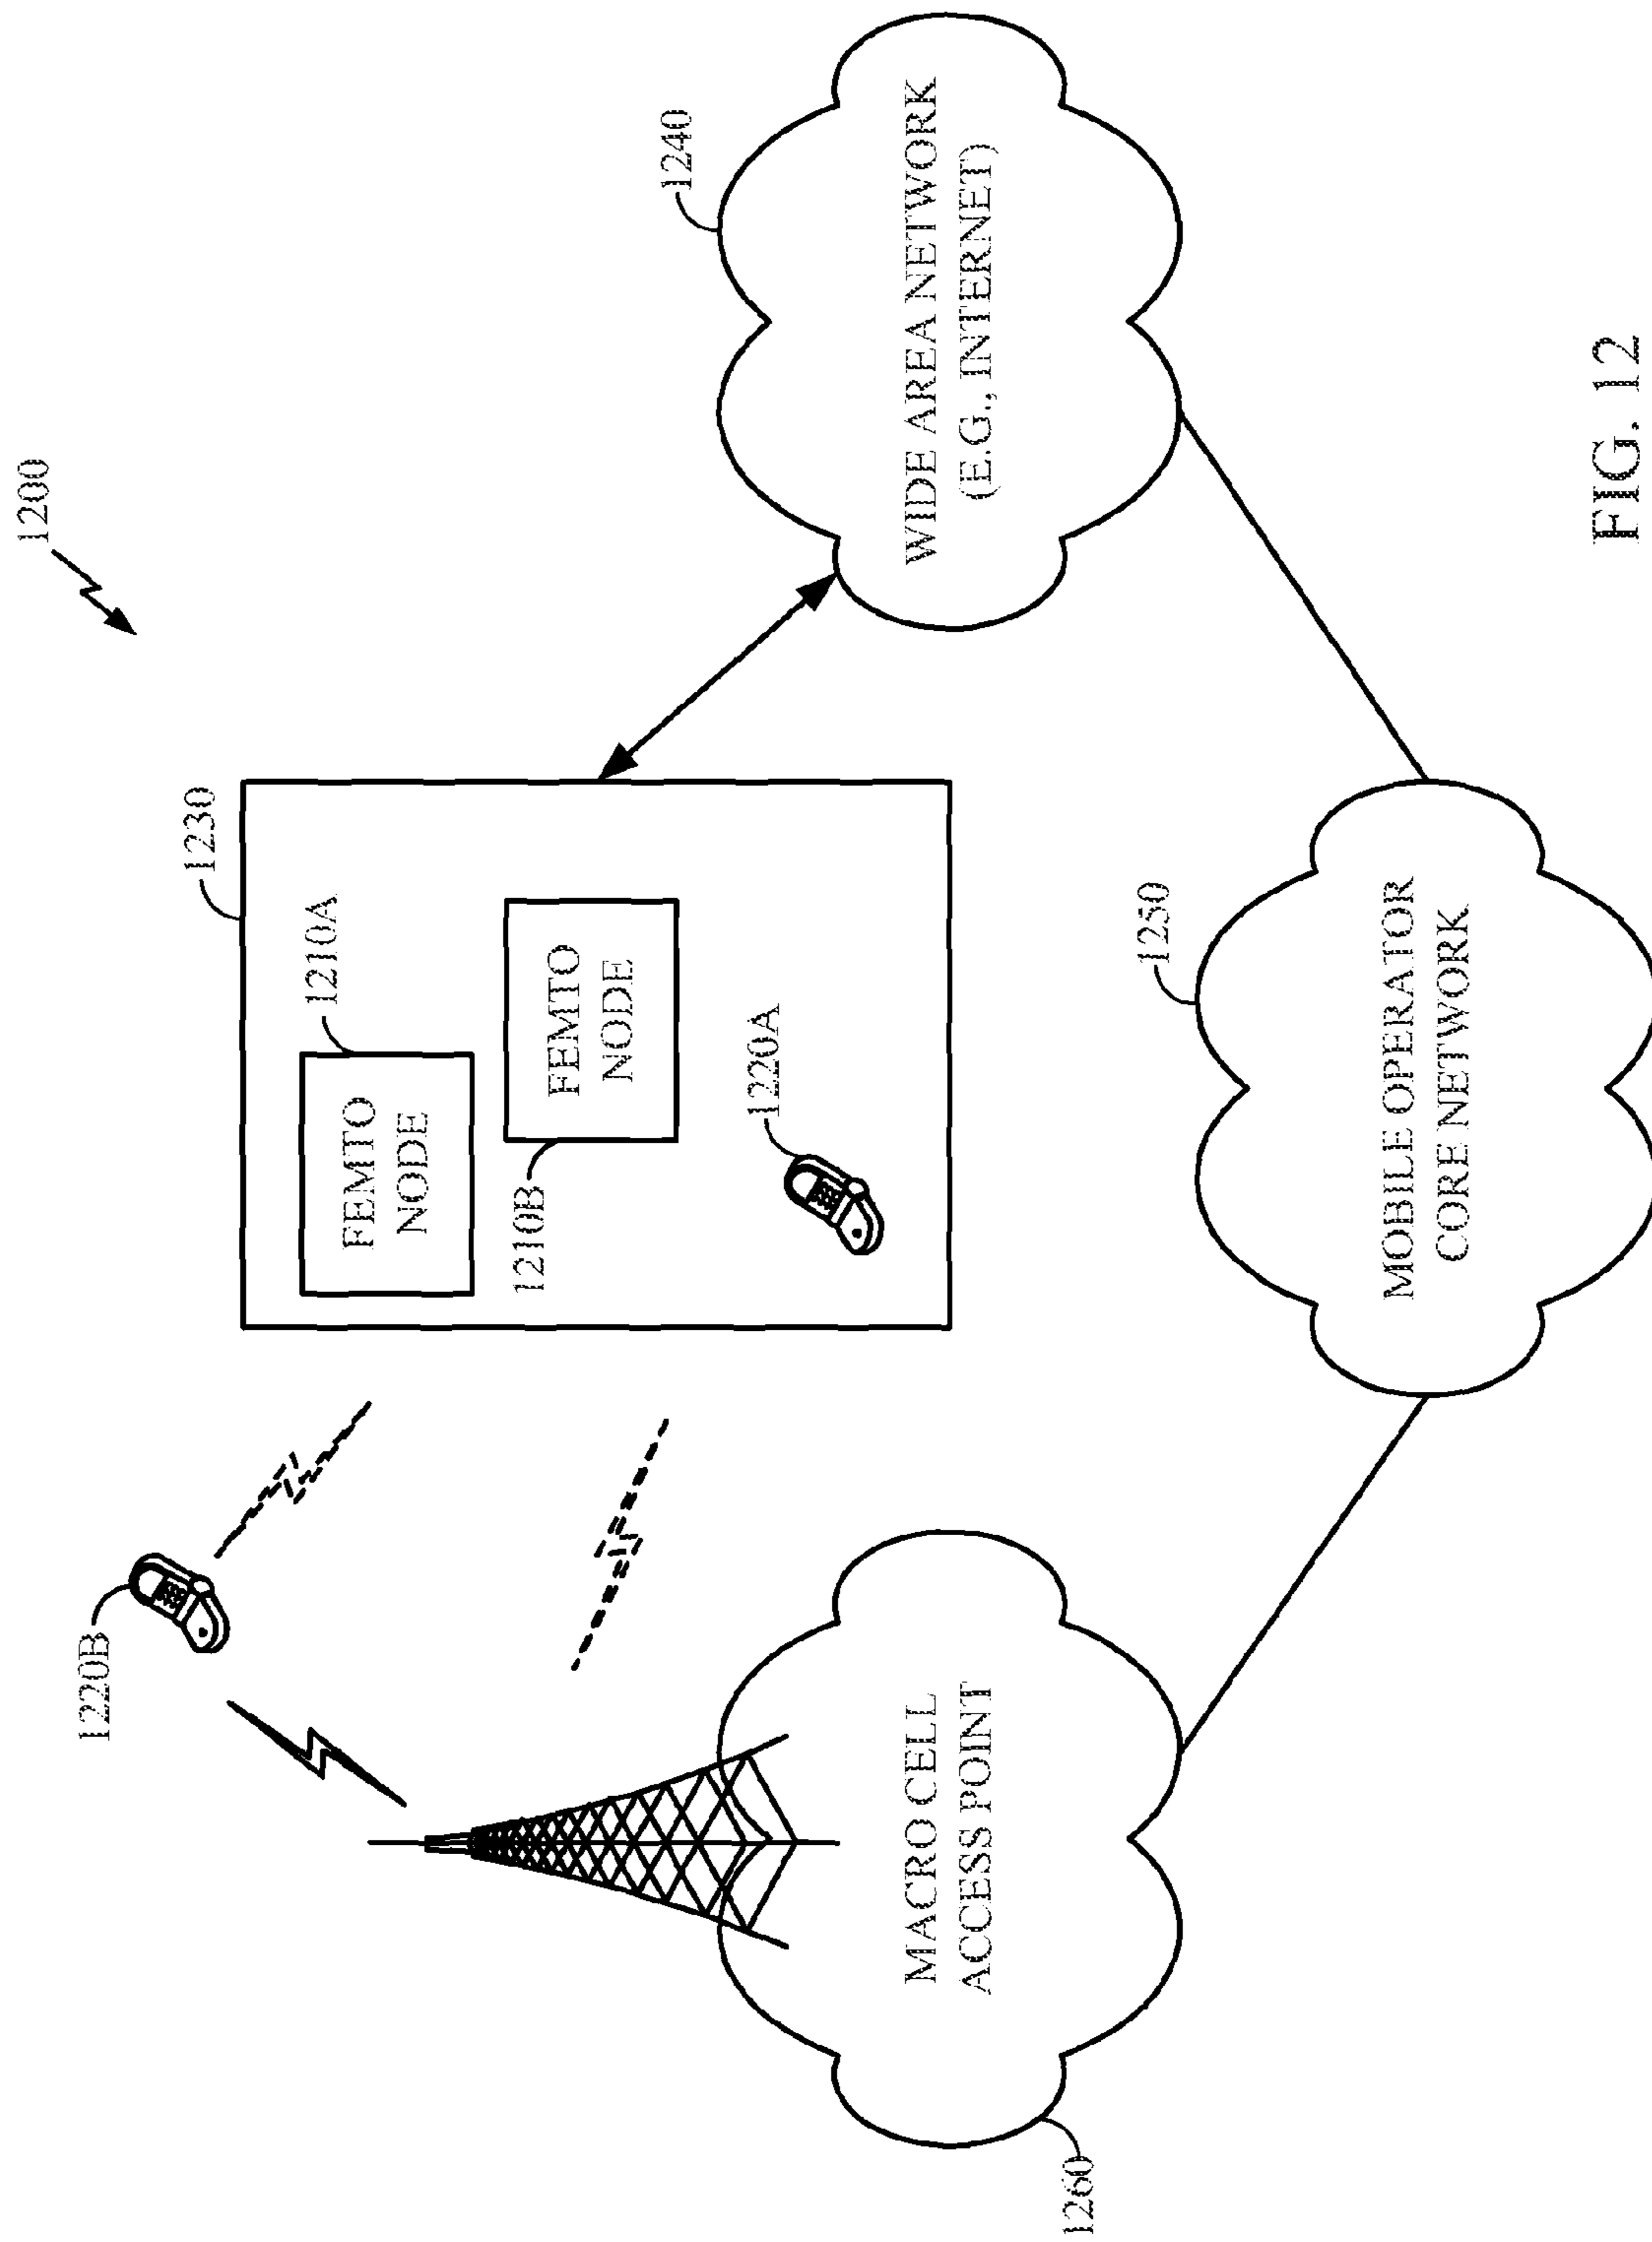 1200
1220B
1230
FEMTO
NODE
1210A
1210B
FEMTO
NODE
1220A
1240
WIDE AREA NETWORK
(E.G., INTERNET)
MACRO CELL
ACCESS POINT
1260
1250
MOBILE OPERATOR
CORE NETWORK
FIG. 12